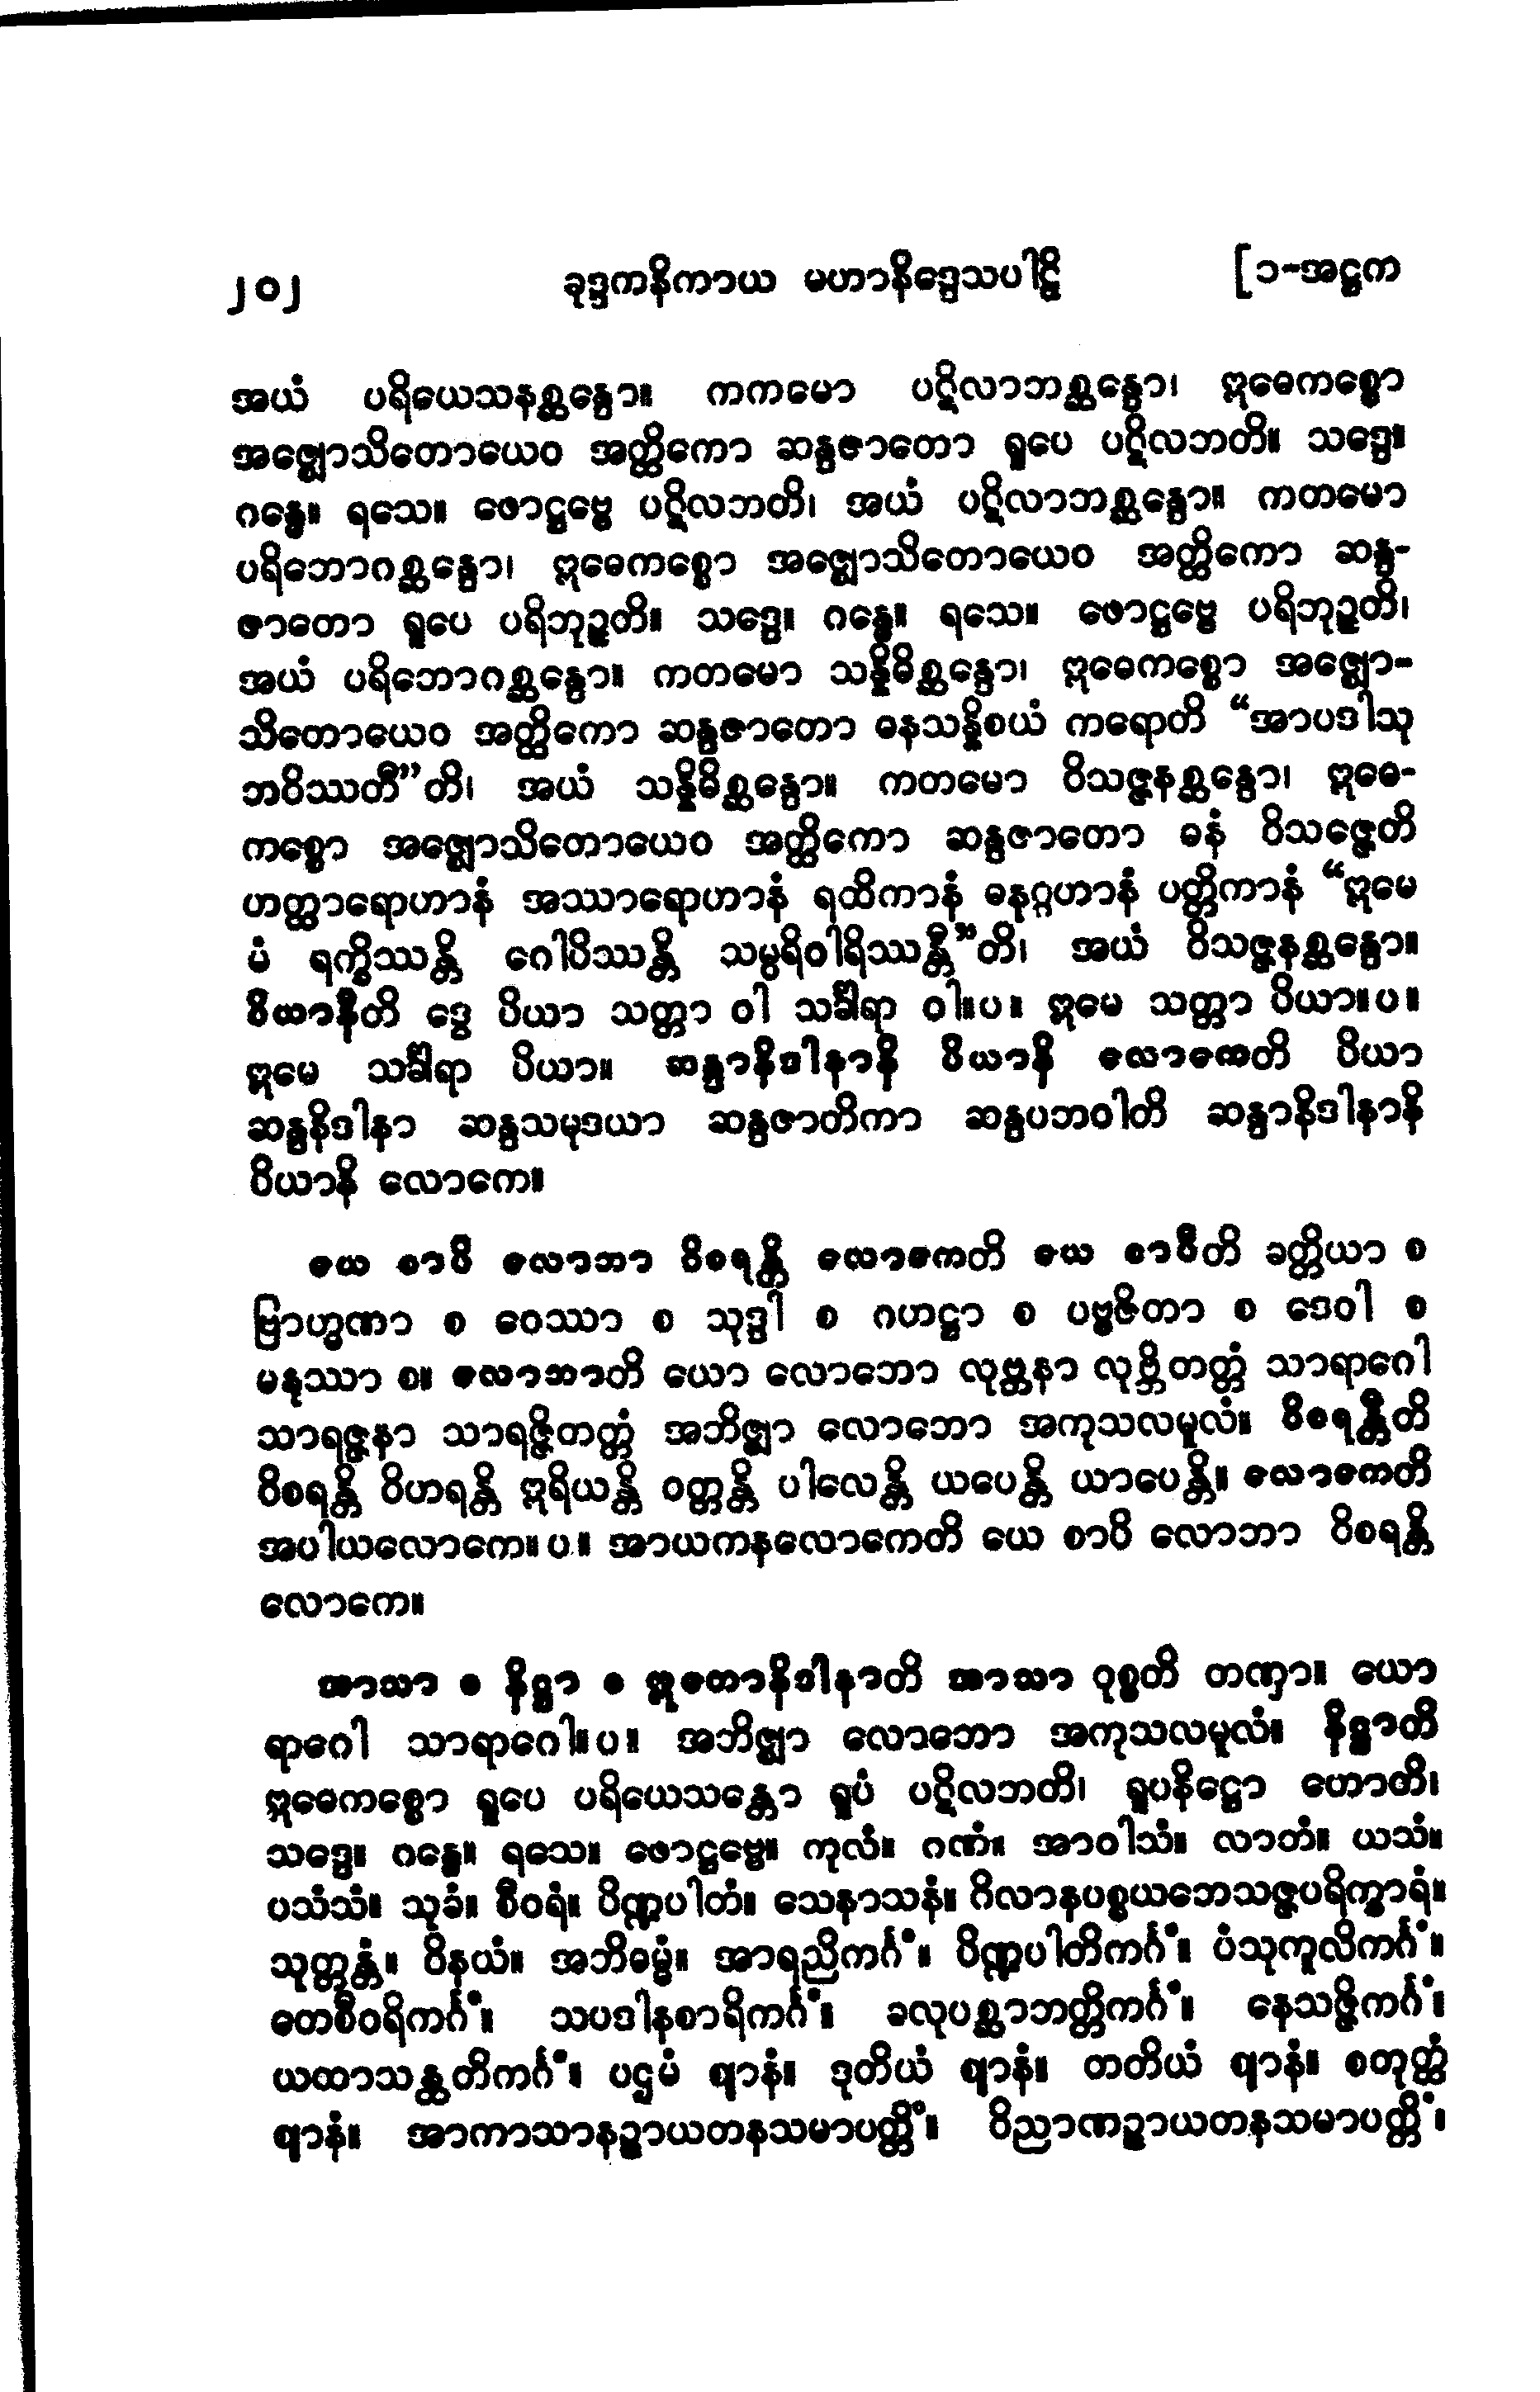 ၂၀၂ ခုဒ္ဒကနိကာယ မဟာနိဒ္ဒေသပါဠိ [၁-အဋ္ဌက
အယံ ပရိယေသနစ္ဆန္ဒော။ ကကမော ပဋိလာဘစ္ဆန္ဒော၊ ဣဓေကစ္စော
အဇ္ဈောသိတောယေဝ အတ္ထိကော ဆန္ဒဇာတော ရူပေ ပဋိလဘတိ။ သဒ္ဒေ။
ဂန္ဓေ။ ရသေ။ ဖောဋ္ဌဗ္ဗေ ပဋိလဘတိ၊ အယံ ပဋိလာဘစ္ဆန္ဒော။ ကတမော
ပရိဘောဂစ္ဆန္ဒော၊ ဣဓေကစ္စော အဇ္ဈောသိတောယေဝ အတ္ထိကော ဆန္ဒ-
ဇာတော ရူပေ ပရိဘုဉ္ဇတိ။ သဒ္ဒေ။ ဂန္ဓေ။ ရသေ။ ဖောဋ္ဌဗ္ဗေ ပရိဘုဉ္ဇတိ၊
အယံ ပရိဘောဂစ္ဆန္ဒော။ ကတမော သန္နိဓိစ္ဆန္ဒော၊ ဣဓေကစ္စော အဇ္ဈော-
သိတောယေဝ အတ္ထိကော ဆန္ဒဇာတော ဓနသန္နိစယံ ကရောတိ “အာပဒါသု
ဘဝိဿတီ”တိ၊ အယံ သန္နိဓိစ္ဆန္ဒော။ ကတမော ဝိသဇ္ဇနစ္ဆန္ဒော၊ ဣဓေ-
ကစ္စော အဇ္ဈောသိတောယေဝ အတ္ထိကော ဆန္ဒဇာတော ဓနံ ဝိသဇ္ဇေတိ
ဟတ္ထာရောဟာနံ အဿာရောဟာနံ ရထိကာနံ ဓနုဂ္ဂဟာနံ ပတ္တိကာနံ “ဣမေ
မံ ရက္ခိဿန္တိ ဂေါပိဿန္တိ သမ္ပရိဝါရိဿန္တီ”တိ၊ အယံ ဝိသဇ္ဇနစ္ဆန္ဒော။
ပိယာနီတိ ဒွေ ပိယာ သတ္တာ ဝါ သင်္ခါရာ ဝါ။ပ။ ဣမေ သတ္တာ ပိယာ။ပ။
ဣမေ သင်္ခါရာ ပိယာ။ ဆန္ဒာနိဒါနာနိ ပိယာနိ လောကေတိ ပိယာ
ဆန္ဒနိဒါနာ ဆန္ဒသမုဒယာ ဆန္ဒဇာတိကာ ဆန္ဒပဘဝါတိ ဆန္ဒာနိဒါနာနိ
ပိယာနိ လောကေ။
ယေ စာပိ လောဘာ ဝိစရန္တိ လောကေတိ ယေ စာပီတိ ခတ္တိယာ စ
ဗြာဟ္မဏာ စ ဝေဿာ စ သုဒ္ဒါ စ ဂဟဋ္ဌာ စ ပဗ္ဗဇိတာ စ ဒေဝါ စ
မနုဿာ စ။ လောဘာတိ ယော လောဘော လုဗ္ဘနာ လုဗ္ဘိတတ္တံ သာရာဂေါ
သာရဇ္ဇနာ သာရဇ္ဇိတတ္တံ အဘိဇ္ဈာ လောဘော အကုသလမူလံ။ ဝိစရန္တီတိ
ဝိစရန္တိ ဝိဟရန္တိ ဣရိယန္တိ ဝတ္တန္တိ ပါလေန္တိ ယပေန္တိ ယာပေန္တိ။ လောကေတိ
အပါယလောကေ။ပ။ အာယကနလောကေတိ ယေ စာပိ လောဘာ ဝိစရန္တိ
လောကေ။
အာသာ စ နိဋ္ဌာ စ ဣတောနိဒါနာတိ အာသာ ဝုစ္စတိ တဏှာ။ ယော
ရာဂေါ သာရာဂေါ။ပ။ အဘိဇ္ဈာ လောဘော အကုသလမူလံ။ နိဋ္ဌာတိ
ဣဓေကစ္စော ရူပေ ပရိယေသန္တော ရူပံ ပဋိလဘတိ၊ ရူပနိဋ္ဌော ဟောတိ၊
သဒ္ဒေ။ ဂန္ဓေ။ ရသေ။ ဖောဋ္ဌဗ္ဗေ။ ကုလံ။ ဂဏံ။ အာဝါသံ။ လာဘံ။ ယသံ။
ပသံသံ။ သုခံ။ စီဝရံ။ ပိဏ္ဍပါတံ။ သေနာသနံ။ ဂိလာနပစ္စယဘေသဇ္ဇပရိက္ခာရံ။
သုတ္တန္တံ။ ဝိနယံ။ အဘိဓမ္မံ။ အာရညိကင်္ဂံ။ ပိဏ္ဍပါတိကင်္ဂံ။ ပံသုကူလိကင်္ဂံ။
တေစီဝရိကင်္ဂံ။ သပဒါနစာရိကင်္ဂံ။ ခလုပစ္ဆာဘတ္တိကင်္ဂံ။ နေသဇ္ဇိကင်္ဂံ။
ယထာသန္ထတိကင်္ဂံ။ ပဌမံ ဈာနံ။ ဒုတိယံ ဈာနံ။ တတိယံ ဈာနံ။ စတုတ္ထံ
ဈာနံ။ အာကာသာနဉ္စာယတနသမာပတ္တိံ။ ဝိညာဏဉ္စာယတနသမာပတ္တိံ။